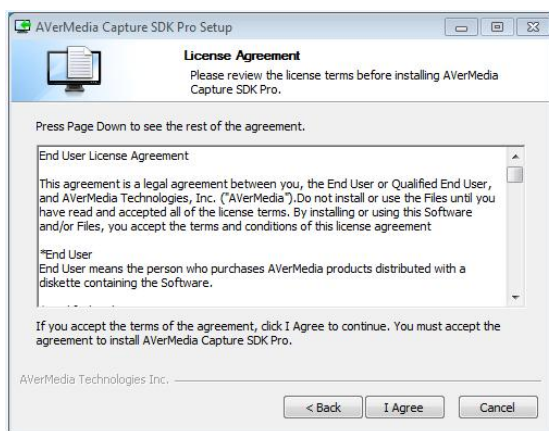 AVerMedia Capture SDK Pro Setup
License Agreement
Please review the license terms before installing AVerMedia
Capture SDK Pro.
Press Page Down to see the rest of the agreement.
End User License Agreement
This agreement is a legal agreement between you, the End User or Qualified End User,
and AVerMedia Technologies, Inc. ("AVerMedia").Do not install or use the Files until you
have read and accepted all of the license terms. By installing or using this Software
and/or Files, you accept the terms and conditions of this license agreement
*End User
End User means the person who purchases AVerMedia products distributed with a
diskette containing the Software.
If you accept the terms of the agreement, click I Agree to continue. You must accept the
agreement to install AVerMedia Capture SDK Pro.
AVerMedia Technologies Inc.
< Back
I Agree
Cancel